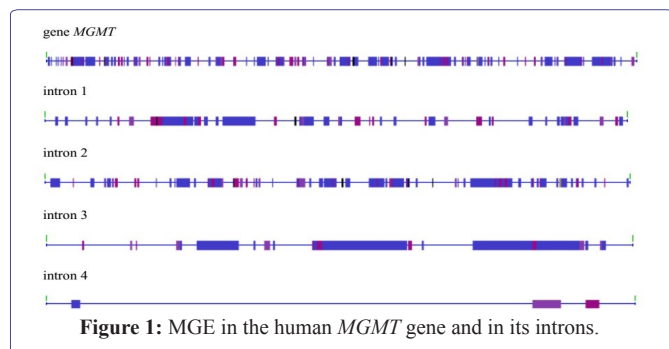 gene MGMT
intron 1
intron 2
intron 3
intron 4
Figure 1: MGE in the human MGMT gene and in its introns.